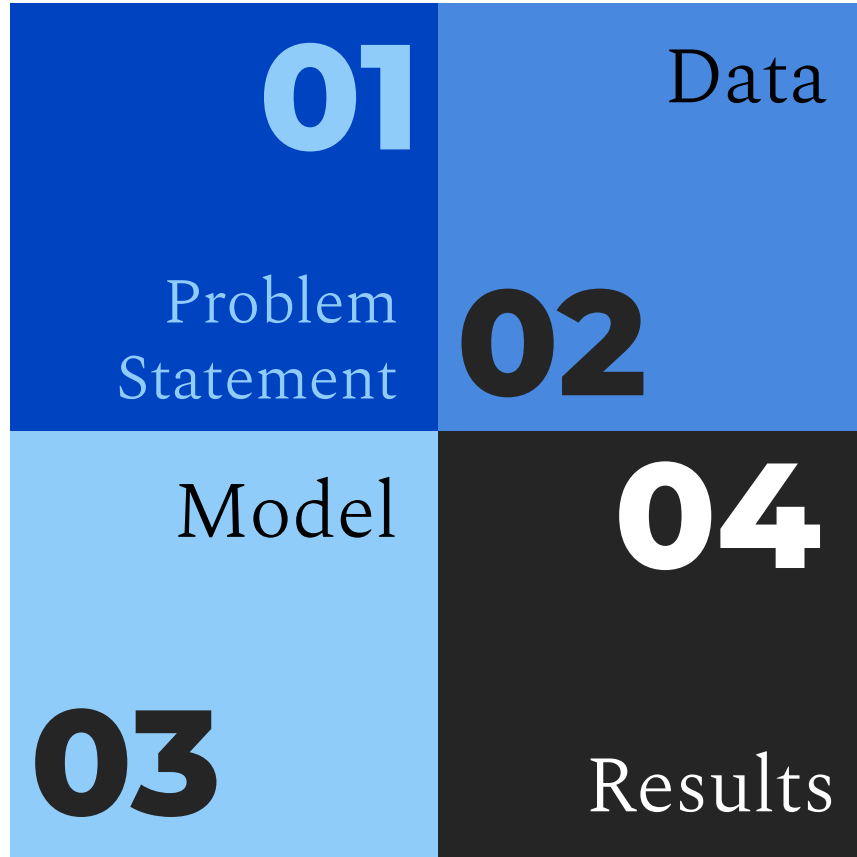 01
Problem
Statement
Data
02
Model
03
04
Results